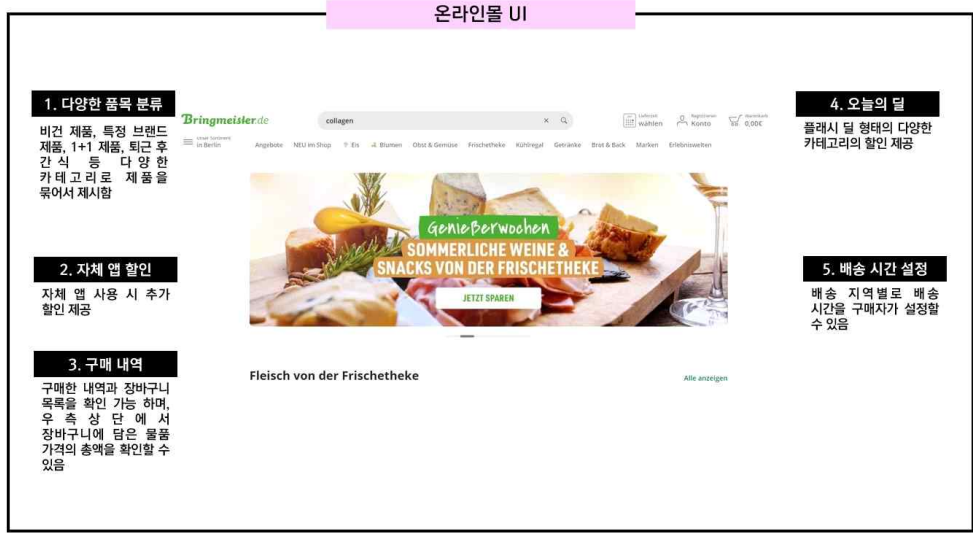 온라인몰 UI
1. 다양한 품목 분류
비건 제품, 특정 브랜드
제품, 1+1 제품, 퇴근 후
간식 등 다양한
카테고리로 제품을
묶어서 제시함
2. 자체 앱 할인
자체 앱 사용 시 추가
할인 제공
3. 구매 내역
구매한 내역과 장바구니
목록을 확인 가능 하며,
우측 상단에서
장바구니에 담은 물품
가격의 총액을 확인할 수
있음
Bringmeister.de
collagen
Lieferzeit
wählen
Registrieren
Konto
Warenkorb
0,00€
Unser Sortiment
in Berlin
Angebote NEU im Shop Eis Blumen Obst & Gemüse Frischetheke Kühlregal Getränke Brot & Back Marken Erlebniswelten
Genießerwochen
SOMMERLICHE WEINE &
SNACKS VON DER FRISCHETHEKE
JETZT SPAREN
Fleisch von der Frischetheke
Alle anzeigen
4. 오늘의 딜
플래시 딜 형태의 다양한
카테고리의 할인 제공
5. 배송 시간 설정
배송 지역별로 배송
시간을 구매자가 설정할
수 있음